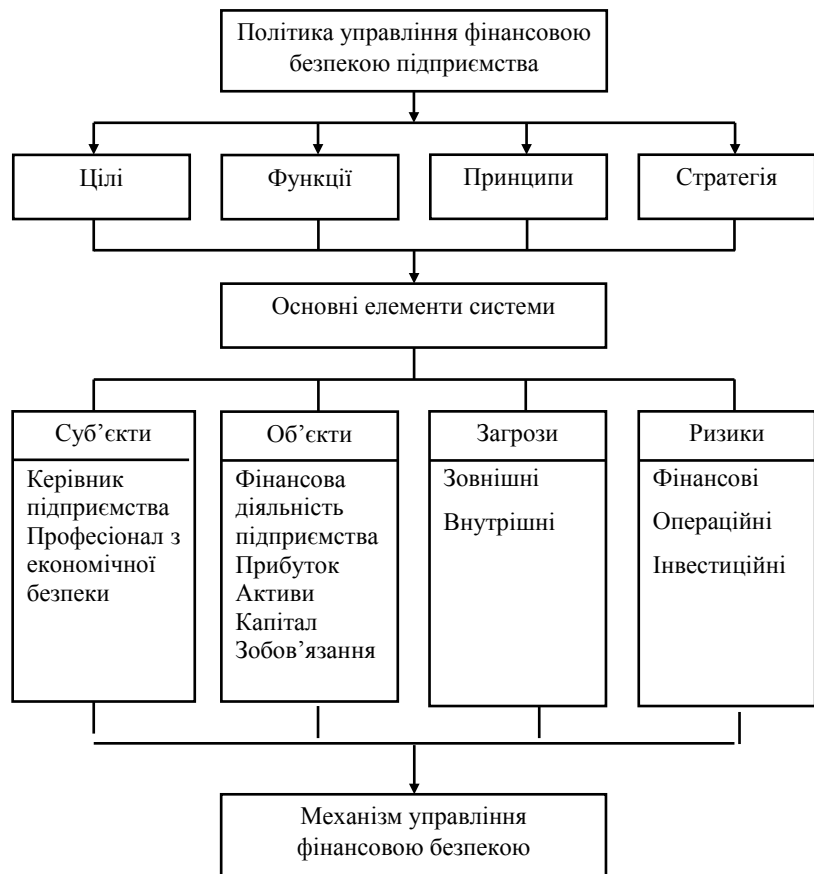 Політика управління фінансовою
безпекою підприємства
Цілі
Функції
Принципи
Стратегія
Основні елементи системи
Суб’єкти
Керівник
підприємства
Професіонал з
економічної
безпеки
Об’єкти
Фінансова
діяльність
підприємства
Прибуток
Активи
Капітал
Зобов’язання
Загрози
Зовнішні
Внутрішні
Ризики
Фінансові
Операційні
Інвестиційні
Механізм управління
фінансовою безпекою